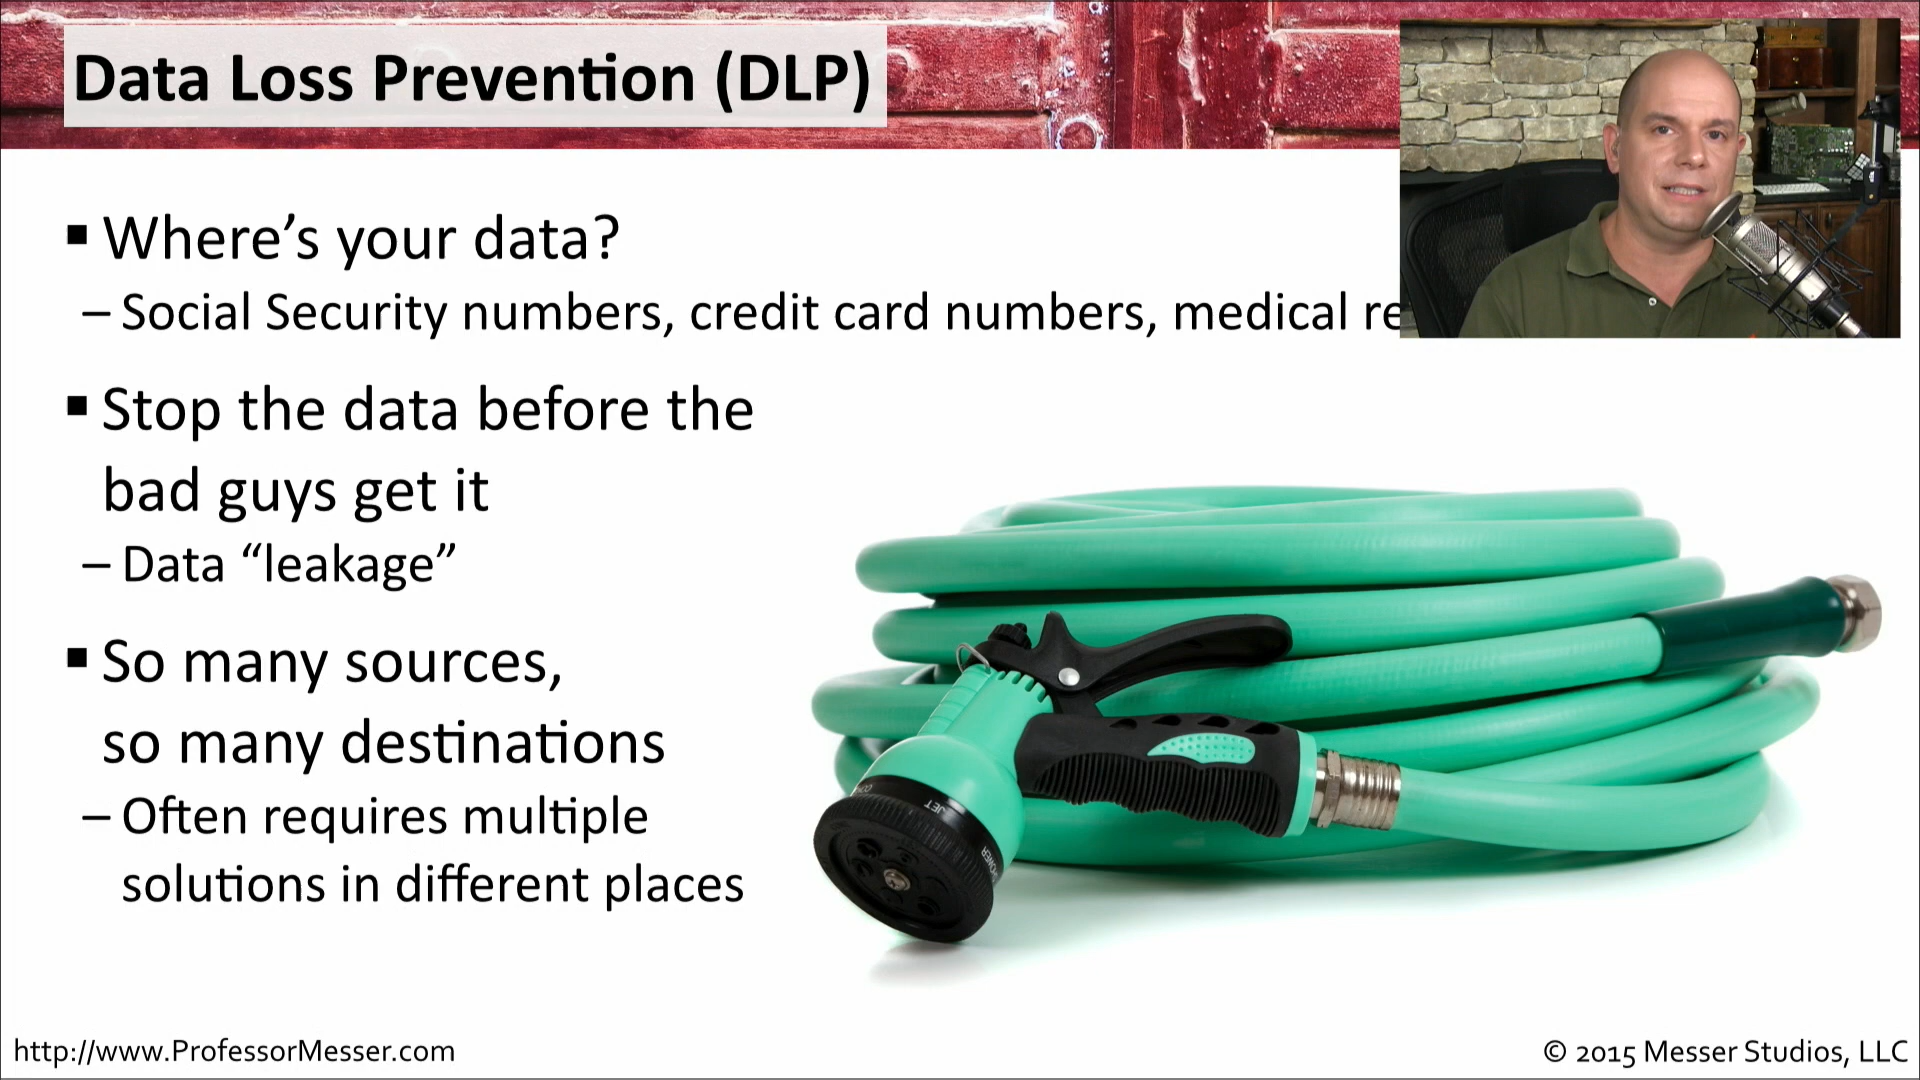 Data Loss Prevention (DLP)
▪ Where’s your data?
– Social Security numbers, credit card numbers, medical re
▪ Stop the data before the
bad guys get it
– Data “leakage”
▪ So many sources,
so many destinations
– Often requires multiple
solutions in different places
JET
POWER
http://www.ProfessorMesser.com
© 2015 Messer Studios, LLC